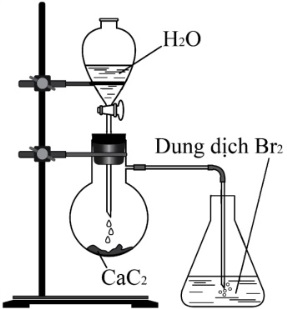 H₂O
Dung dịch Br₂
CaC₂